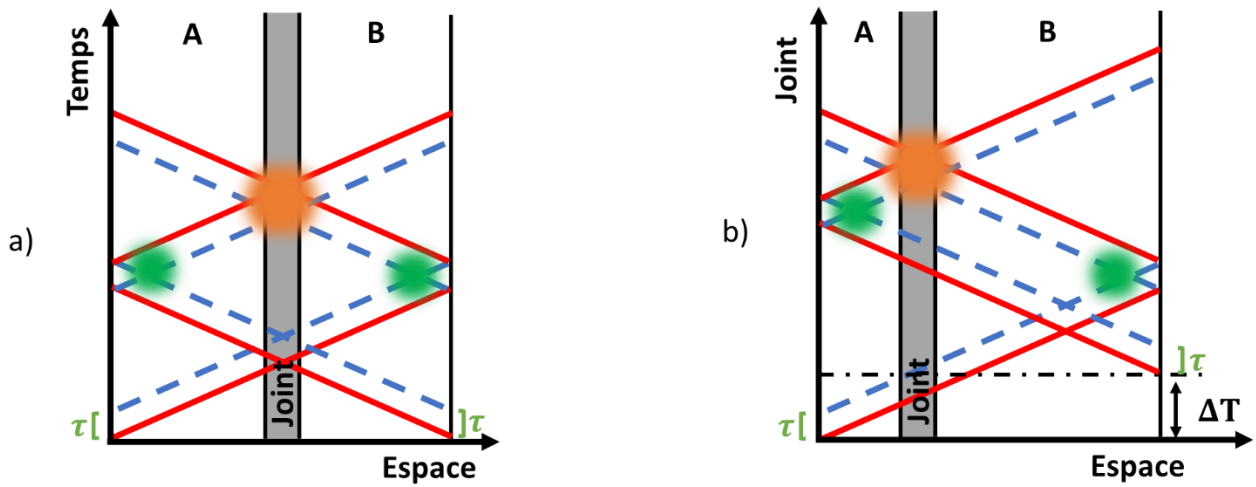 a)
Temps
A
B
Joint
τ[
]τ
Espace
b)
Joint
A
B
Joint
τ[
]τ
ΔT
Espace